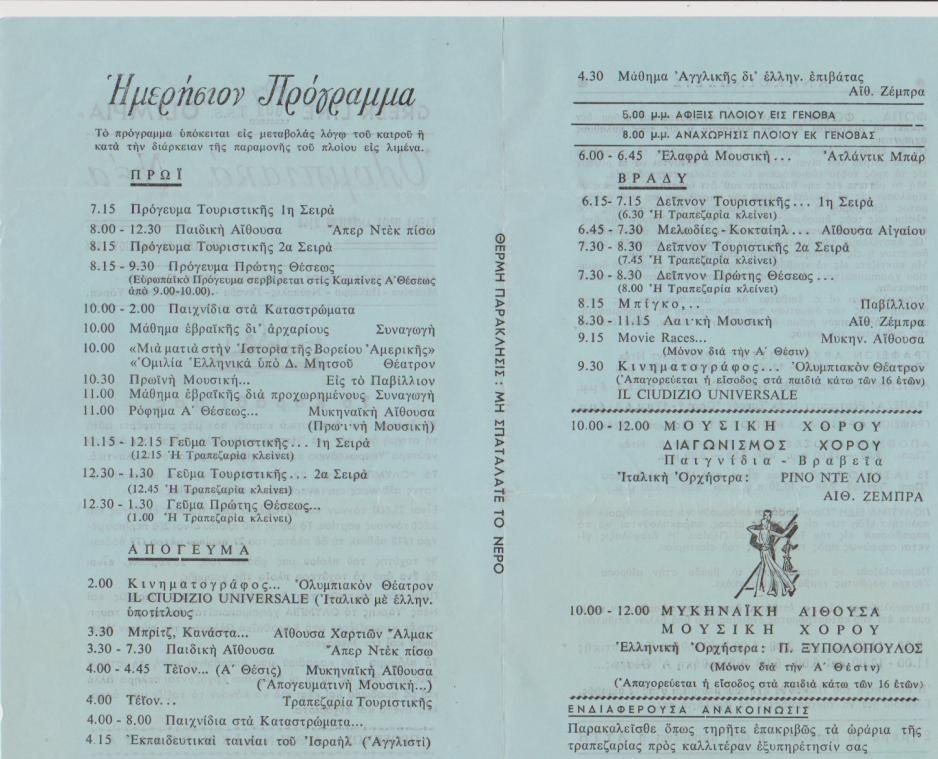 Ἡμερήσιον Πρόγραμμα
Τὸ πρόγραμμα ὑπόκειται εἰς μεταβολὰς λόγῳ τοῦ καιροῦ ἢ
κατὰ τὴν διάρκειαν τῆς παραμονῆς τοῦ πλοίου εἰς λιμένα.
ΠΡΩΪ
7.15 Πρόγευμα Τουριστικῆς 1η Σειρὰ
8.00 - 12.30 Παιδικὴ Αἴθουσα Ἄπερ Ντὲκ πίσω
8.15 Πρόγευμα Τουριστικῆς 2α Σειρὰ
8.15 - 9.30 Πρόγευμα Πρώτης Θέσεως
(Εὐρωπαϊκὸ Πρόγευμα σερβίρεται στὶς Καμπίνες Α´ Θέσεως
ἀπὸ 9.00-10.00).
10.00 - 2.00 Παιχνίδια στὰ Καταστρώματα
10.00 Μάθημα ἑβραϊκῆς δι᾽ ἀρχαρίους Συναγωγὴ
10.00 «Μιὰ ματιὰ στὴν Ἱστορία τῆς Βορείου Ἀμερικῆς»
«Ὁμιλία Ἑλληνικὰ ὑπὸ Δ. Μητσοῦ Θέατρον
10.30 Πρωϊνὴ Μουσική... Εἰς τὸ Παβίλλιον
11.00 Μάθημα ἑβραϊκῆς διὰ προχωρημένους Συναγωγὴ
11.00 Ρόφημα Α´ Θέσεως... Μυκηναϊκὴ Αἴθουσα
(Πρωϊνὴ Μουσικὴ)
11.15 - 12.15 Γεῦμα Τουριστικῆς... 1η Σειρὰ
(12.15 Ἡ Τραπεζαρία κλείνει)
12.30 - 1.30 Γεῦμα Τουριστικῆς... 2α Σειρὰ
(12.45 Ἡ Τραπεζαρία κλείνει)
12.30 - 1.30 Γεῦμα Πρώτης Θέσεως...
(1.00 Ἡ Τραπεζαρία κλείνει)
ΑΠΟΓΕΥΜΑ
2.00 Κινηματογράφος... Ὀλυμπιακὸν Θέατρον
IL CIUDIZIO UNIVERSALE (Ἰταλικὸ μὲ ἑλλην.
ὑποτίτλους
3.30 Μπρίτζ, Κανάστα... Αἴθουσα Χαρτιῶν Ἄλμακ
3.30 - 7.30 Παιδικὴ Αἴθουσα Ἄπερ Ντὲκ πίσω
4.00 - 4.45 Τέϊον... (Α´ Θέσις) Μυκηναϊκὴ Αἴθουσα
(Ἀπογευματινὴ Μουσική...)
4.00 Τέϊον... Τραπεζαρία Τουριστικῆς
4.00 - 8.00 Παιχνίδια στὰ Καταστρώματα...
4.15 Ἐκπαιδευτικαὶ ταινίαι τοῦ Ἰσραὴλ (Ἀγγλιστὶ)
ΘΕΡΜΗ ΠΑΡΑΚΛΗΣΙΣ : ΜΗ ΣΠΑΤΑΛΑΤΕ ΤΟ ΝΕΡΟ
4.30 Μάθημα Ἀγγλικῆς δι᾽ ἑλλην. ἐπιβάτας
Αἴθ. Ζέμπρα
5.00 μ.μ. ΑΦΙΞΙΣ ΠΛΟΙΟΥ ΕΙΣ ΓΕΝΟΒΑ
8.00 μ.μ. ΑΝΑΧΩΡΗΣΙΣ ΠΛΟΙΟΥ ΕΚ ΓΕΝΟΒΑΣ
6.00 - 6.45 Ἐλαφρὰ Μουσικὴ... Ἀτλάντικ Μπὰρ
ΒΡΑΔΥ
6.15 - 7.15 Δεῖπνον Τουριστικῆς... 1η Σειρὰ
(6.30 Ἡ Τραπεζαρία κλείνει)
6.45 - 7.30 Μελωδίες - Κοκταίηλ... Αἴθουσα Αἰγαίου
7.30 - 8.30 Δεῖπνον Τουριστικῆς 2α Σειρὰ
(7.45 Ἡ Τραπεζαρία κλείνει)
7.30 - 8.30 Δεῖπνον Πρώτης Θέσεως...
(8.00 Ἡ Τραπεζαρία κλείνει)
8.15 Μπίγκο,.. Παβίλλιον
8.30 - 11.15 Λαϊκὴ Μουσικὴ Αἴθ. Ζέμπρα
9.15 Movie Races... Μυκην. Αἴθουσα
(Μόνον διὰ τὴν Α´ Θέσιν)
9.30 Κινηματογράφος... Ὀλυμπιακὸν Θέατρον
(Ἀπαγορεύεται ἡ εἴσοδος στὰ παιδιὰ κάτω τῶν 16 ἐτῶν)
IL CIUDIZIO UNIVERSALE
10.00 - 12.00 ΜΟΥΣΙΚΗ ΧΟΡΟΥ
ΔΙΑΓΩΝΙΣΜΟΣ ΧΟΡΟΥ
Παιγνίδια - Βραβεῖα
Ἰταλικὴ Ὀρχήστρα: ΡΙΝΟ ΝΤΕ ΛΙΟ
ΑΙΘ. ΖΕΜΠΡΑ
10.00 - 12.00 ΜΥΚΗΝΑΪΚΗ ΑΙΘΟΥΣΑ
ΜΟΥΣΙΚΗ ΧΟΡΟΥ
Ἑλληνικὴ Ὀρχήστρα: Π. ΞΥΠΟΛΟΠΟΥΛΟΣ
(Μόνον διὰ τὴν Α´ Θέσιν)
(Ἀπαγορεύεται ἡ εἴσοδος στὰ παιδιὰ κάτω τῶν 16 ἐτῶν)
ΕΝΔΙΑΦΕΡΟΥΣΑ ΑΝΑΚΟΙΝΩΣΙΣ
Παρακαλεῖσθε ὅπως τηρῆτε ἐπακριβῶς τὰ ὡράρια τῆς
τραπεζαρίας πρὸς καλλιτέραν ἐξυπηρέτησίν σας